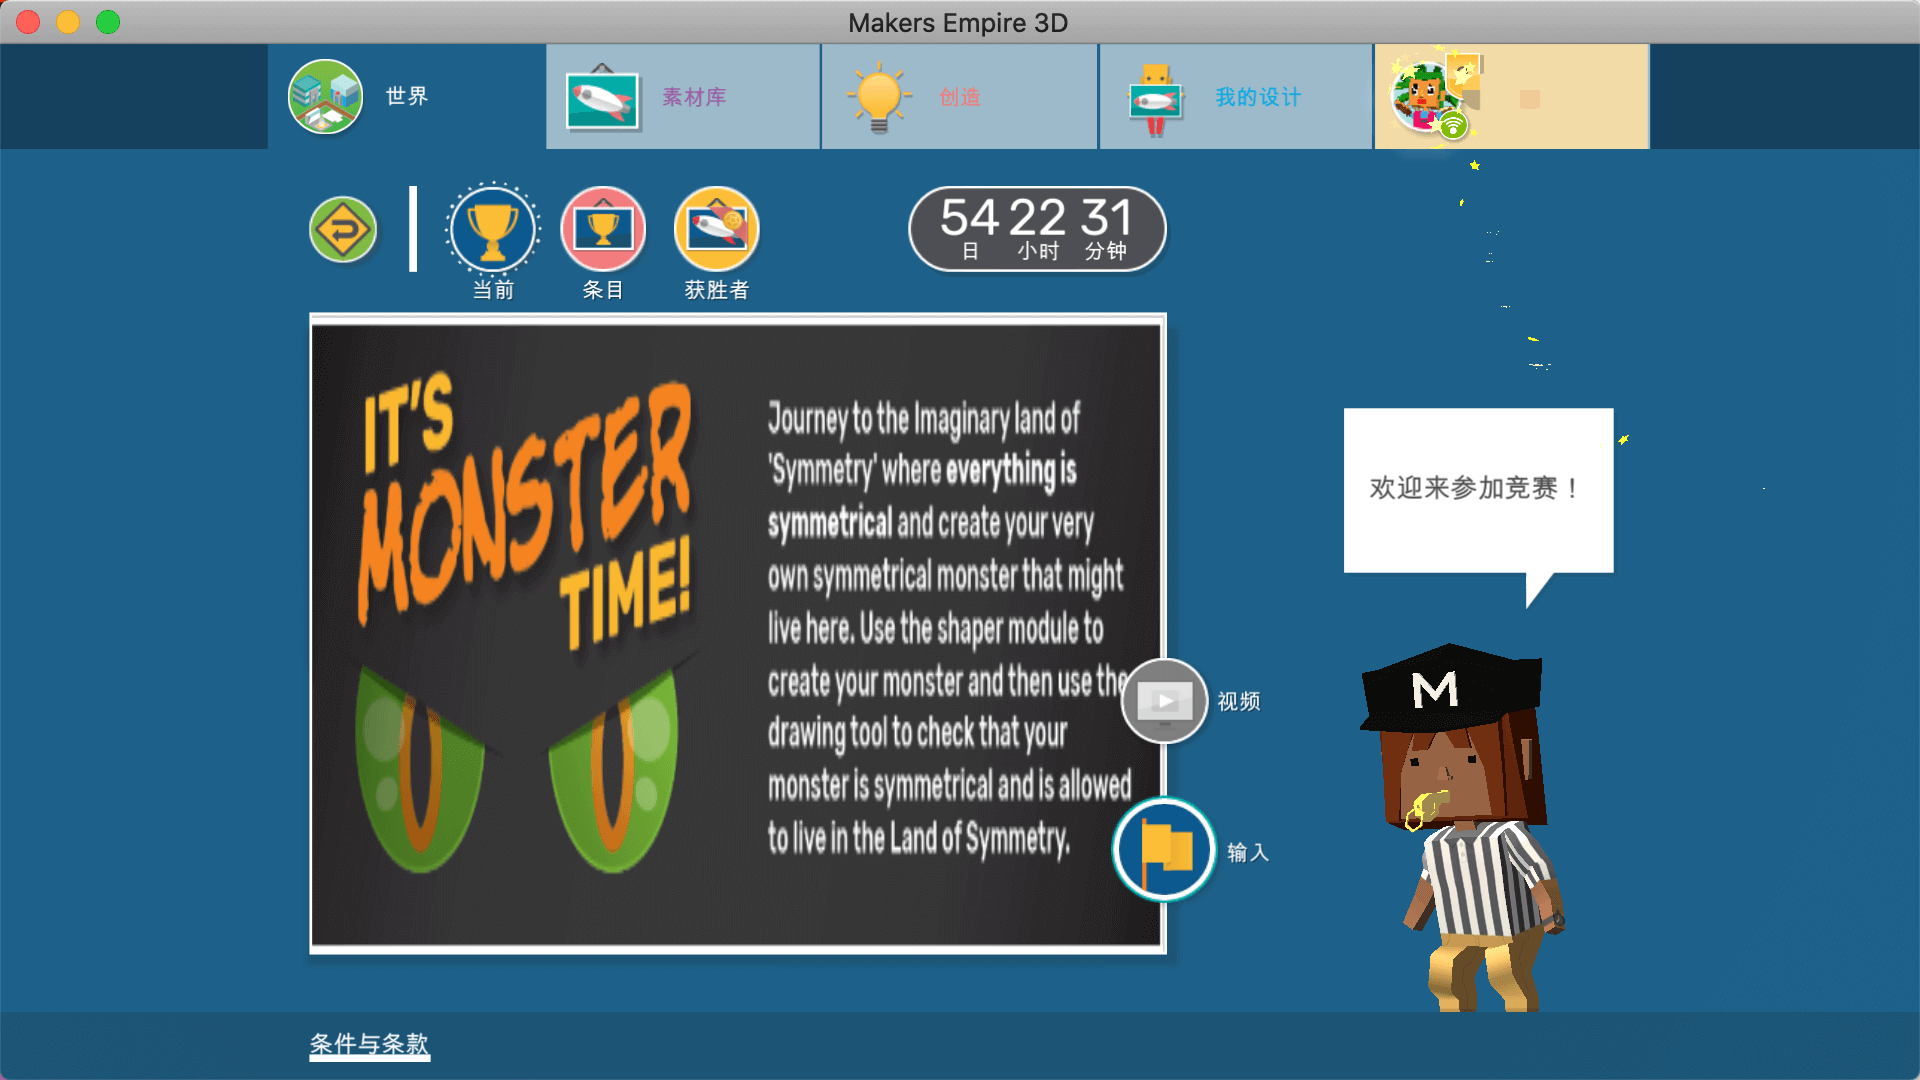 Makers Empire 3D
世界
素材库
创造
我的设计
54 22 31
日 小时 分钟
当前
条目
获胜者
IT'S
MONSTER
TIME!
Journey to the Imaginary land of
'Symmetry' where everything is
symmetrical and create your very
own symmetrical monster that might
live here. Use the shaper module to
create your monster and then use the
drawing tool to check that your
monster is symmetrical and is allowed
to live in the Land of Symmetry.
视频
输入
欢迎来参加竞赛！
M
条件与条款